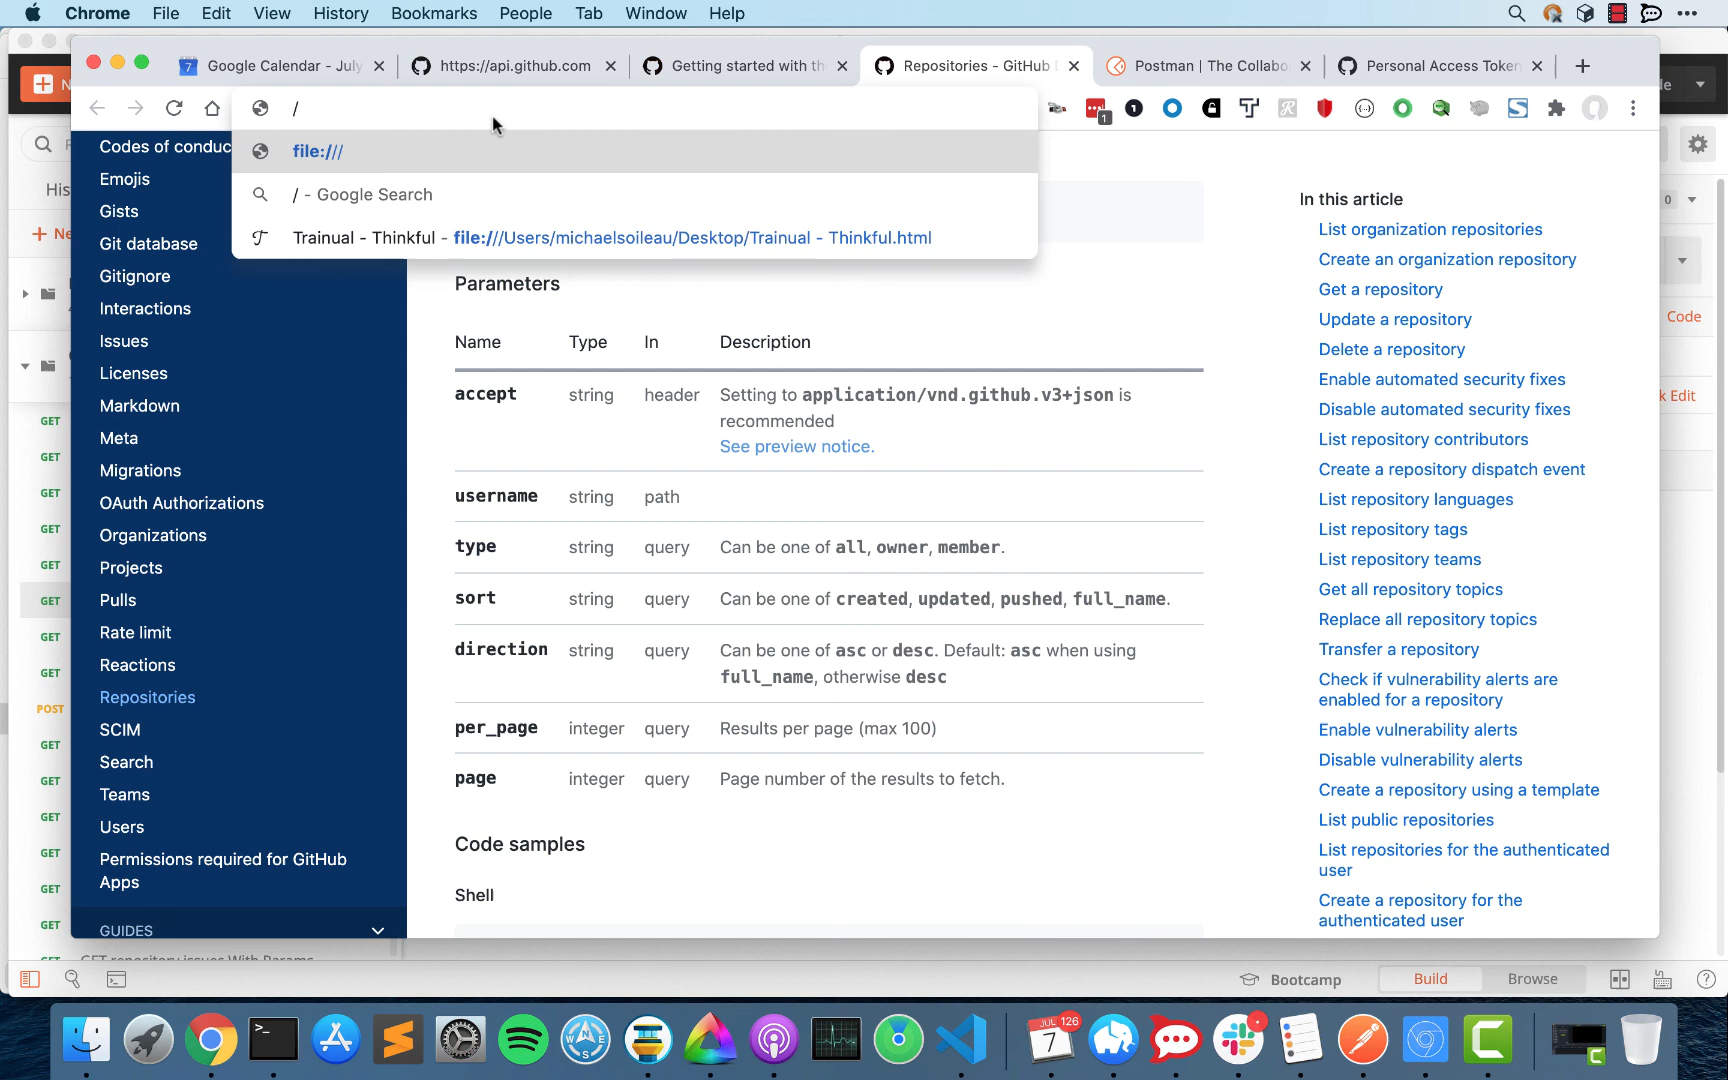 Chrome File Edit View History Bookmarks People Tab Window Help
7 Google Calendar - July https://api.github.com Getting started with th Repositories - GitHub Postman | The Collabo Personal Access Token
/
1
file:///
/ - Google Search
Trainual - Thinkful - file:///Users/michaelsoileau/Desktop/Trainual - Thinkful.html
His
Ne
GET
GET
GET
GET
GET
GET
GET
GET
POST
GET
GET
GET
GET
GET
GET
Codes of conduc
Emojis
Gists
Git database
Gitignore
Interactions
Issues
Licenses
Markdown
Meta
Migrations
OAuth Authorizations
Organizations
Projects
Pulls
Rate limit
Reactions
Repositories
SCIM
Search
Teams
Users
Permissions required for GitHub
Apps
GUIDES
Parameters
Name Type In Description
accept string header Setting to application/vnd.github.v3+json is
recommended
See preview notice.
username string path
type string query Can be one of all, owner, member.
sort string query Can be one of created, updated, pushed, full_name.
direction string query Can be one of asc or desc. Default: asc when using
full_name, otherwise desc
per_page integer query Results per page (max 100)
page integer query Page number of the results to fetch.
Code samples
Shell
In this article
List organization repositories
Create an organization repository
Get a repository
Update a repository
Delete a repository
Enable automated security fixes
Disable automated security fixes
List repository contributors
Create a repository dispatch event
List repository languages
List repository tags
List repository teams
Get all repository topics
Replace all repository topics
Transfer a repository
Check if vulnerability alerts are
enabled for a repository
Enable vulnerability alerts
Disable vulnerability alerts
Create a repository using a template
List public repositories
List repositories for the authenticated
user
Create a repository for the
authenticated user
0
Code
k Edit
Bootcamp Build Browse
JUL 126
7